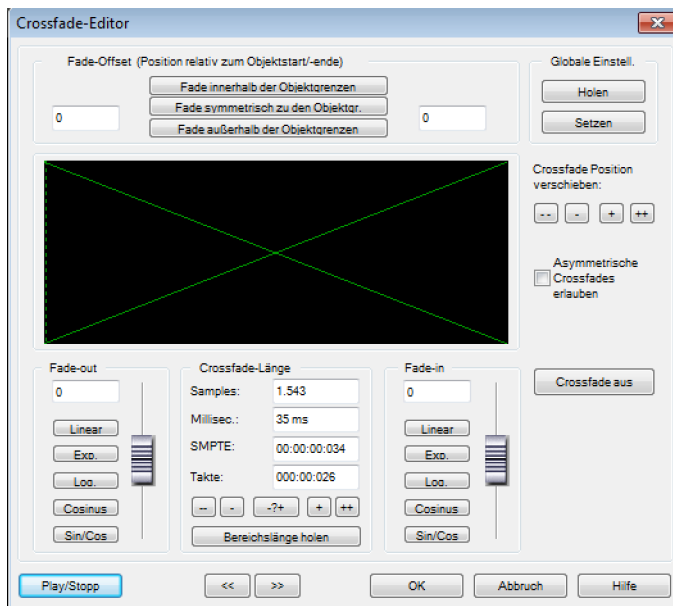 Crossfade-Editor
Fade-Offset (Position relativ zum Objektstart/-ende)
Fade innerhalb der Objektgrenzen
Fade symmetrisch zu den Objektgr.
Fade außerhalb der Objektgrenzen
0
0
Globale Einstell.
Holen
Setzen
Crossfade Position
verschieben:
-- - + ++
Asymmetrische
Crossfades
erlauben
Crossfade aus
Fade-out
0
Linear
Exp.
Log.
Cosinus
Sin/Cos
Crossfade-Länge
Samples: 1.543
Millisec.: 35 ms
SMPTE: 00:00:00:034
Takte: 000:00:026
-- - -?+ + ++
Bereichslänge holen
Fade-in
0
Linear
Exp.
Log.
Cosinus
Sin/Cos
Play/Stopp << >> OK Abbruch Hilfe